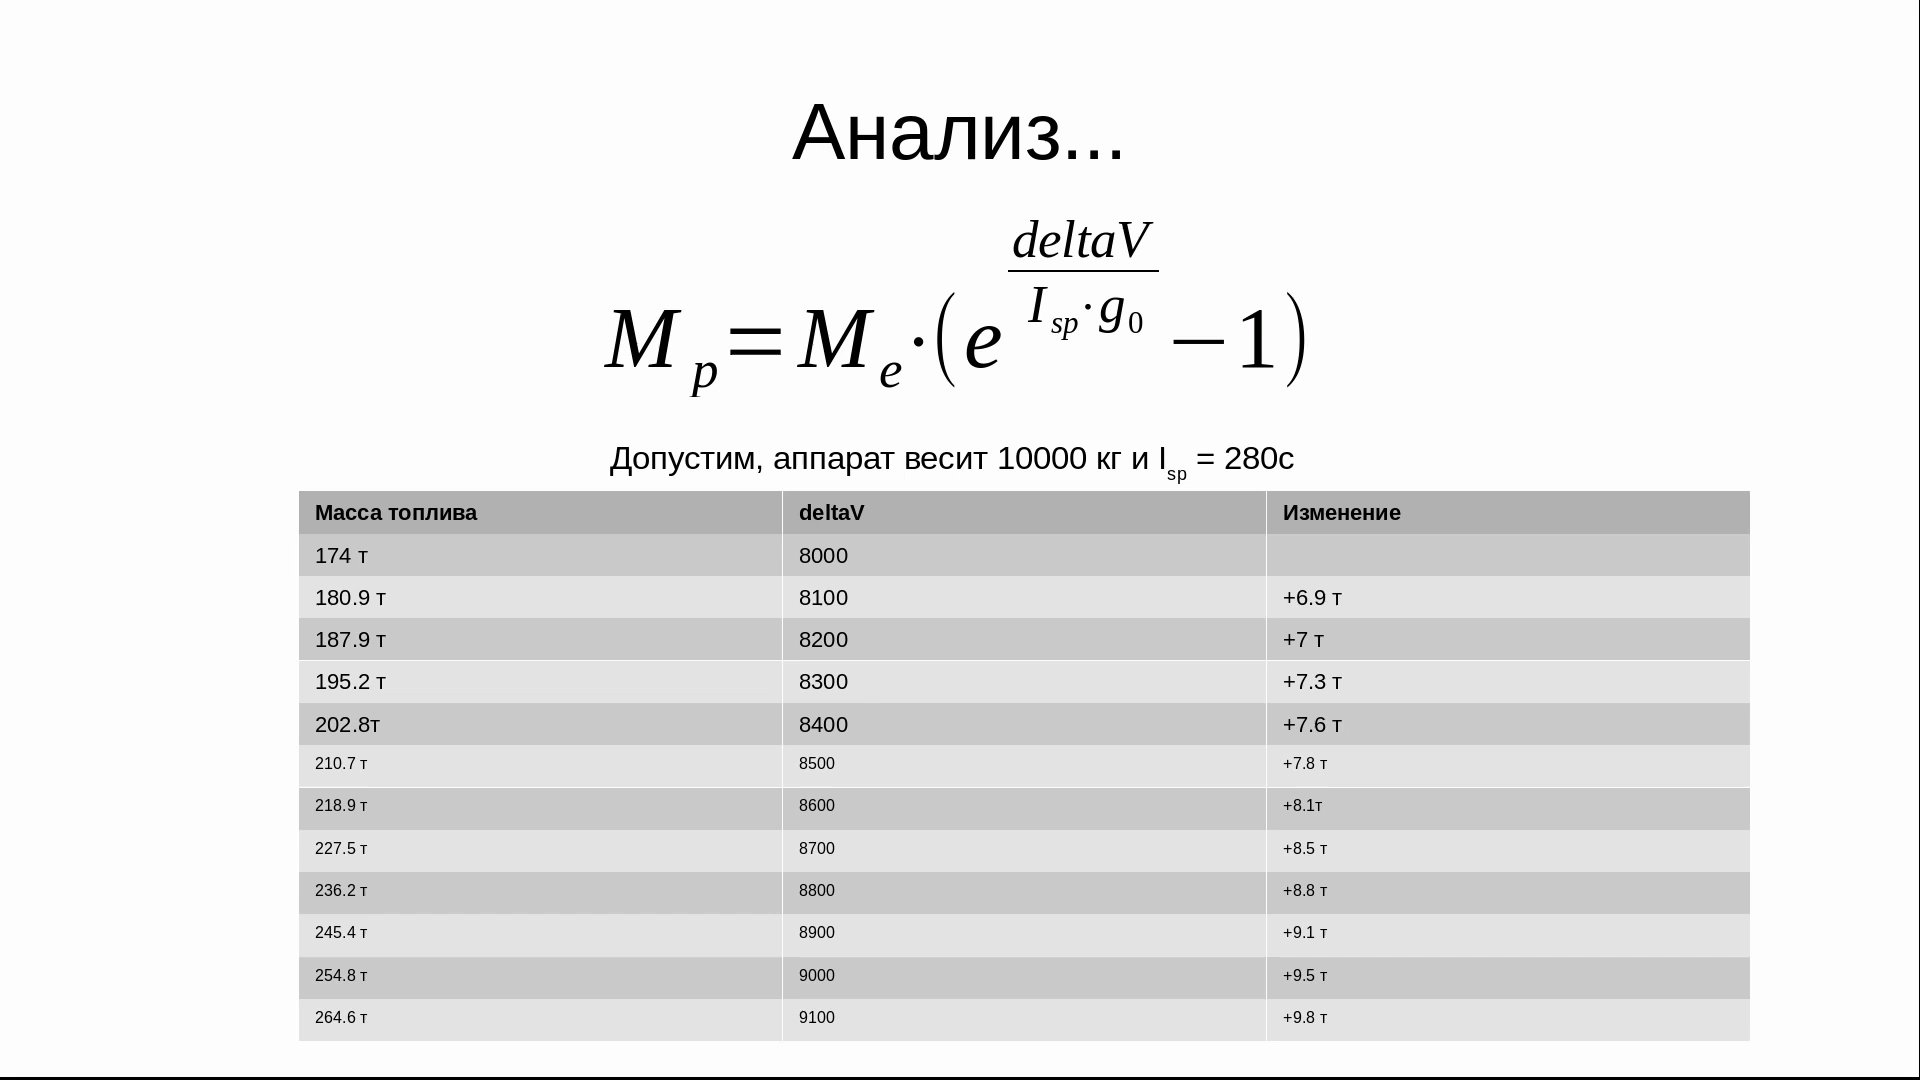 Анализ...
M_p = M_e · (e^(deltaV / (I_sp · g_0)) − 1)
Допустим, аппарат весит 10000 кг и I_sp = 280с
Масса топлива deltaV Изменение
174 т 8000
180.9 т 8100 +6.9 т
187.9 т 8200 +7 т
195.2 т 8300 +7.3 т
202.8т 8400 +7.6 т
210.7 т 8500 +7.8 т
218.9 т 8600 +8.1т
227.5 т 8700 +8.5 т
236.2 т 8800 +8.8 т
245.4 т 8900 +9.1 т
254.8 т 9000 +9.5 т
264.6 т 9100 +9.8 т